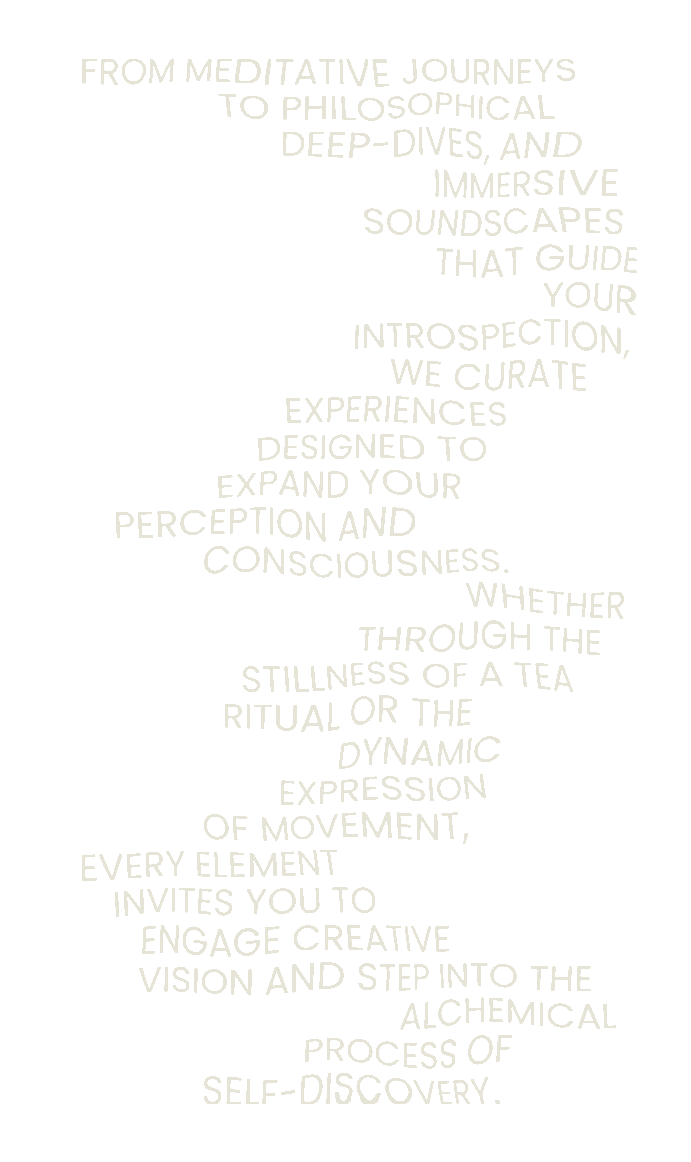 FROM MEDITATIVE JOURNEYS
TO PHILOSOPHICAL
DEEP-DIVES, AND
IMMERSIVE
SOUNDSCAPES
THAT GUIDE
YOUR
INTROSPECTION,
WE CURATE
EXPERIENCES
DESIGNED TO
EXPAND YOUR
PERCEPTION AND
CONSCIOUSNESS.
WHETHER
THROUGH THE
STILLNESS OF A TEA
RITUAL OR THE
DYNAMIC
EXPRESSION
OF MOVEMENT,
EVERY ELEMENT
INVITES YOU TO
ENGAGE CREATIVE
VISION AND STEP INTO THE
ALCHEMICAL
PROCESS OF
SELF-DISCOVERY.